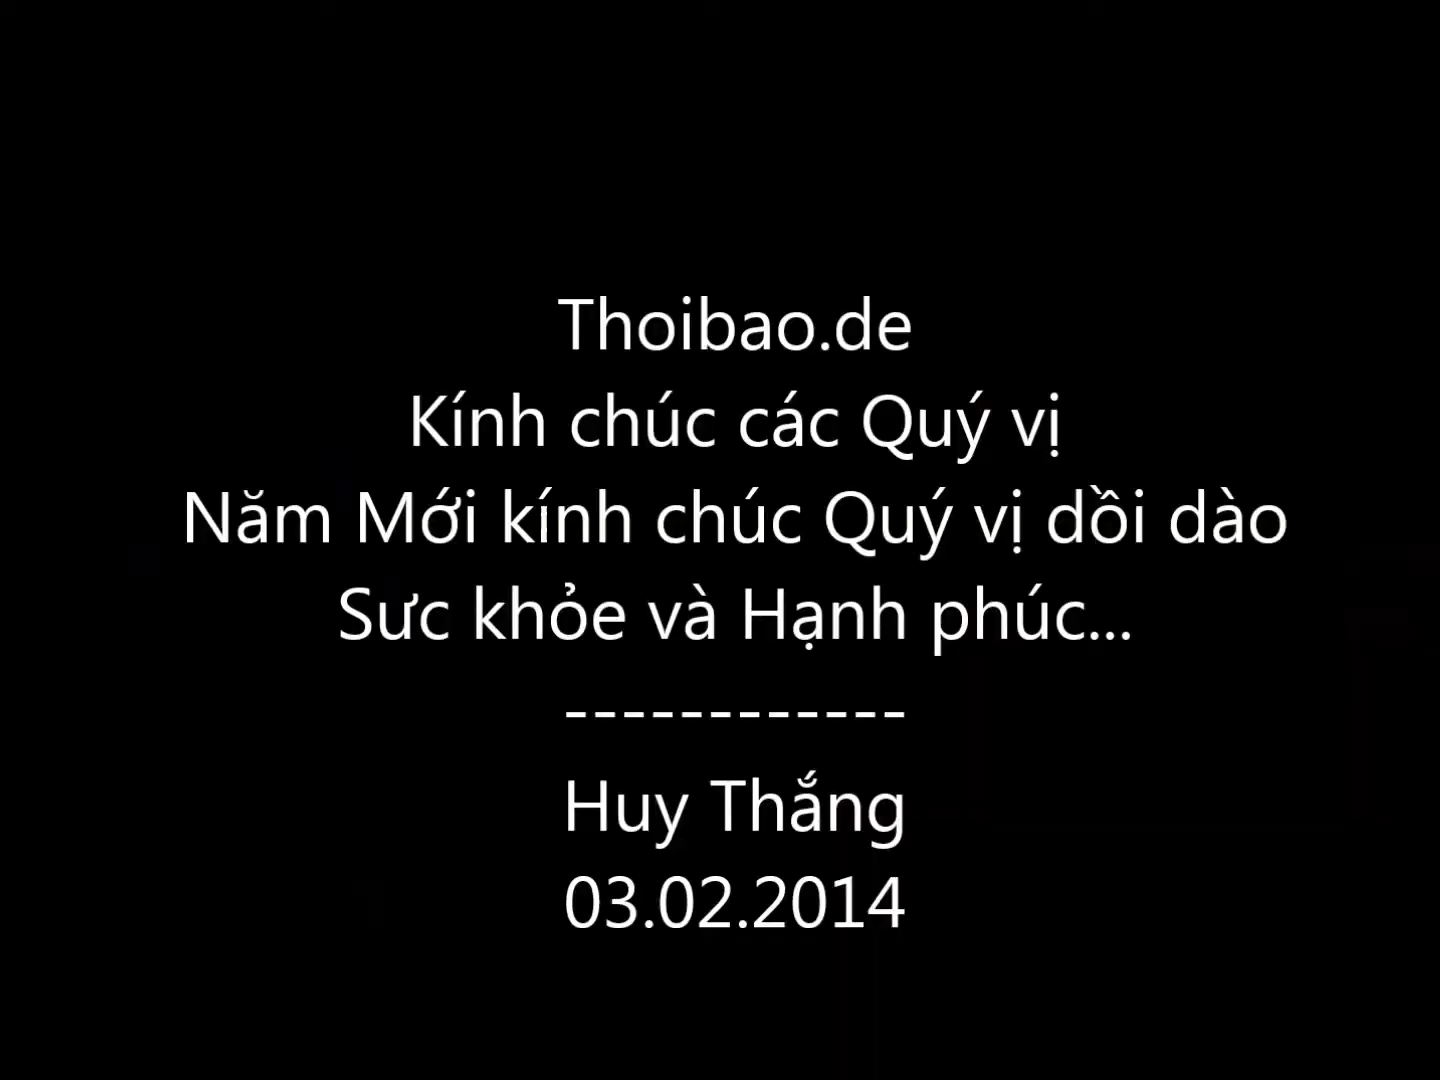 Thoibao.de
Kính chúc các Quý vị
Năm Mới kính chúc Quý vị dồi dào
Sưc khỏe và Hạnh phúc...
------------
Huy Thắng
03.02.2014